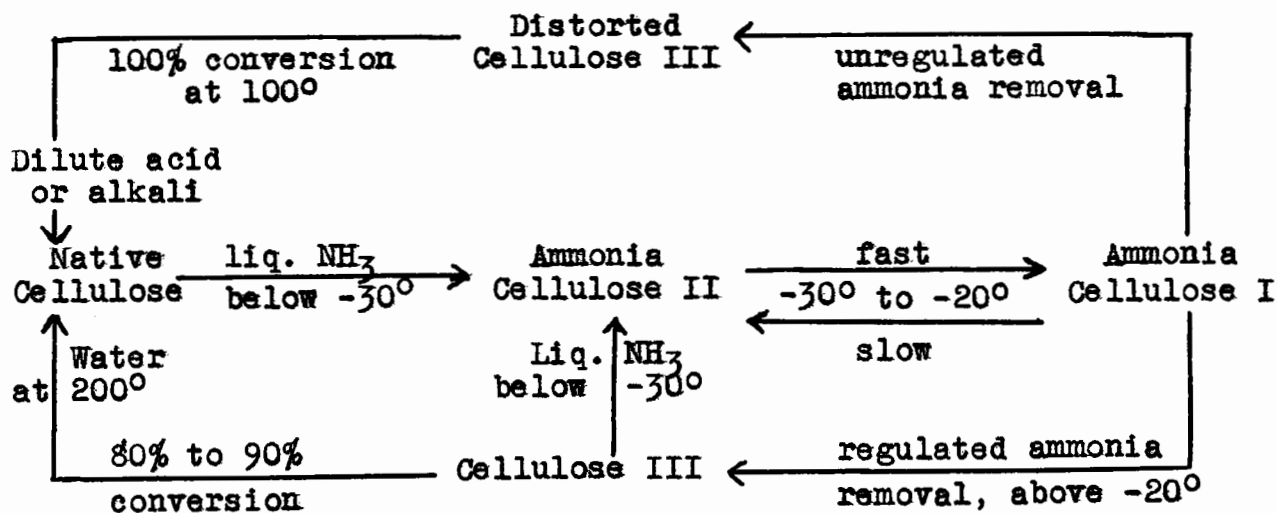 Distorted
Cellulose III
100% conversion
at 100°
unregulated
ammonia removal
Dilute acid
or alkali
Native
Cellulose
liq. NH₃
below -30°
Ammonia
Cellulose II
fast
-30° to -20°
slow
Ammonia
Cellulose I
Water
at 200°
Liq. NH₃
below -30°
80% to 90%
conversion
Cellulose III
regulated ammonia
removal, above -20°